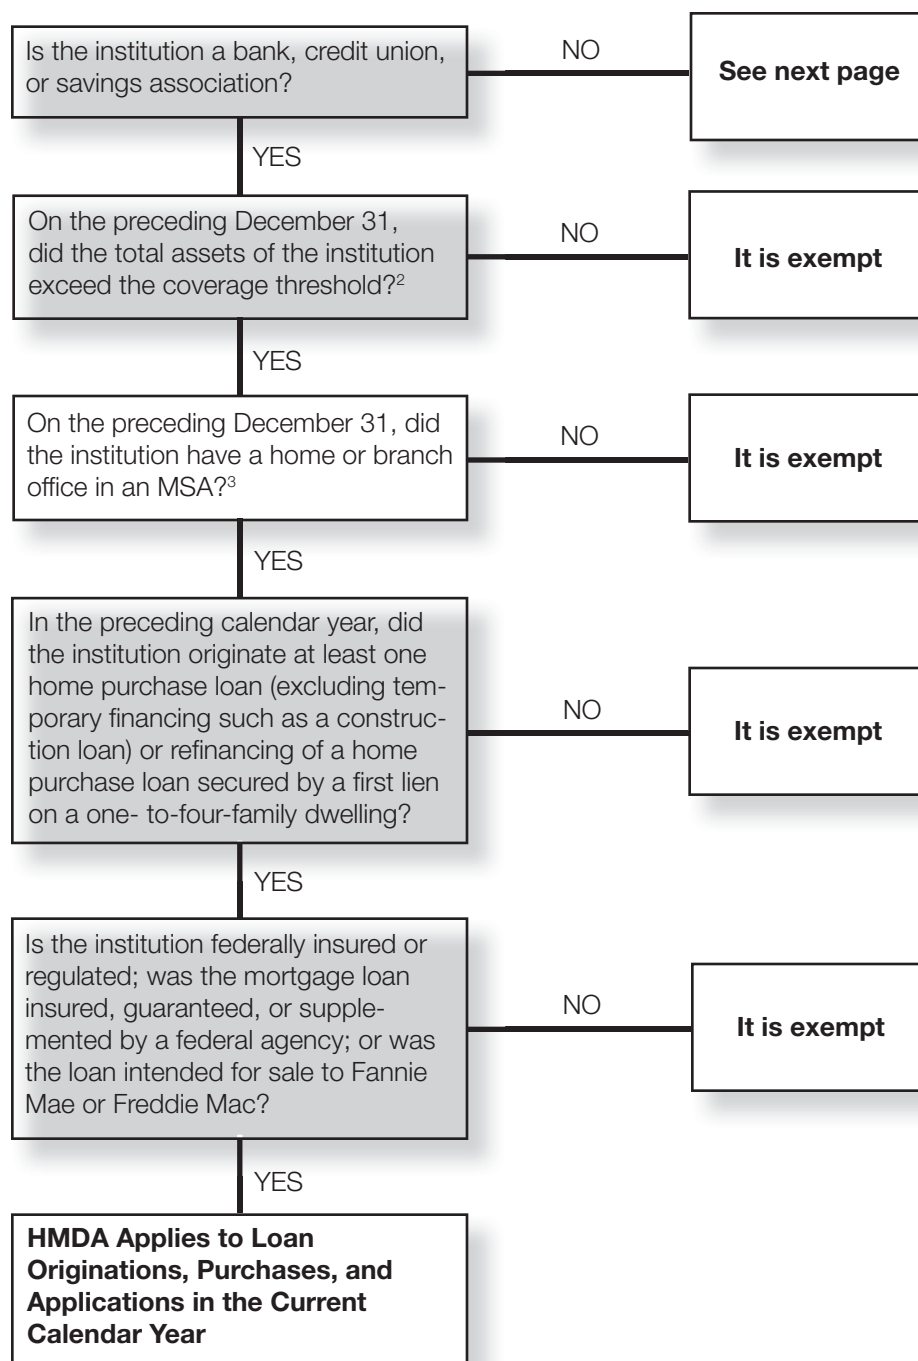 Is the institution a bank, credit union,
or savings association?
NO
See next page
YES
On the preceding December 31,
did the total assets of the institution
exceed the coverage threshold?²
NO
It is exempt
YES
On the preceding December 31, did
the institution have a home or branch
office in an MSA?³
NO
It is exempt
YES
In the preceding calendar year, did
the institution originate at least one
home purchase loan (excluding tem-
porary financing such as a construc-
tion loan) or refinancing of a home
purchase loan secured by a first lien
on a one- to-four-family dwelling?
NO
It is exempt
YES
Is the institution federally insured or
regulated; was the mortgage loan
insured, guaranteed, or supple-
mented by a federal agency; or was
the loan intended for sale to Fannie
Mae or Freddie Mac?
NO
It is exempt
YES
HMDA Applies to Loan
Originations, Purchases, and
Applications in the Current
Calendar Year